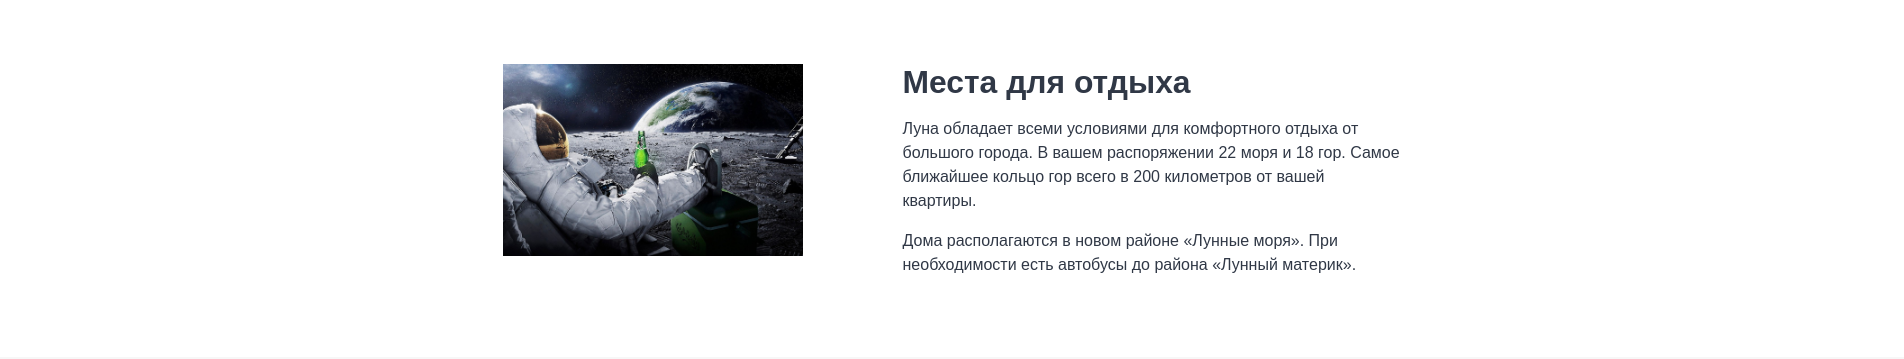 Места для отдыха
Луна обладает всеми условиями для комфортного отдыха от
большого города. В вашем распоряжении 22 моря и 18 гор. Самое
ближайшее кольцо гор всего в 200 километров от вашей
квартиры.
Дома располагаются в новом районе «Лунные моря». При
необходимости есть автобусы до района «Лунный материк».